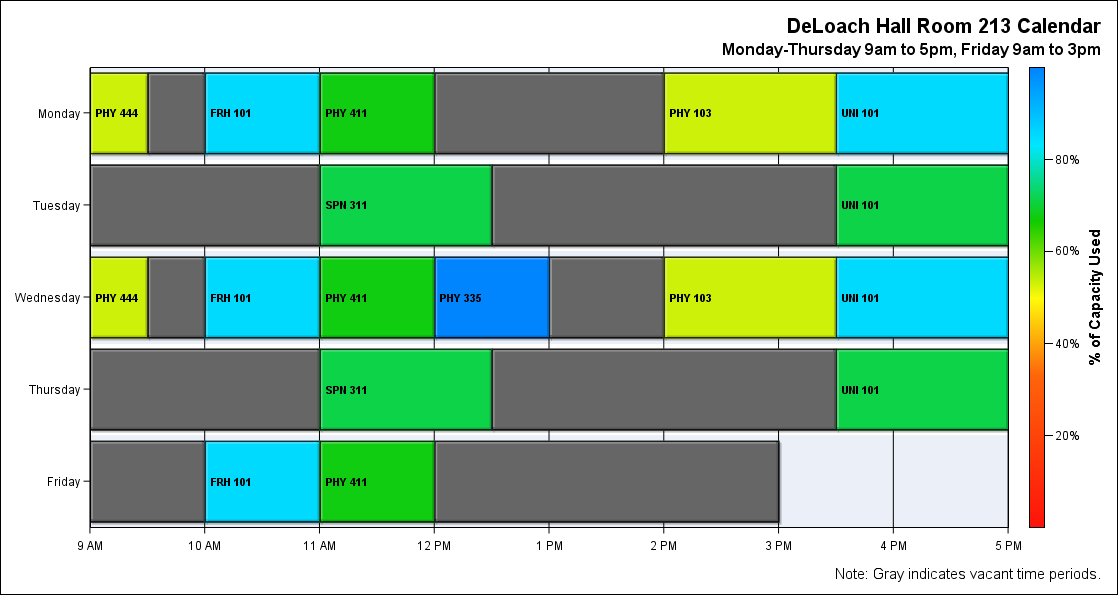 DeLoach Hall Room 213 Calendar
Monday-Thursday 9am to 5pm, Friday 9am to 3pm
Monday
PHY 444
FRH 101
PHY 411
PHY 103
UNI 101
Tuesday
SPN 311
UNI 101
Wednesday
PHY 444
FRH 101
PHY 411
PHY 335
PHY 103
UNI 101
Thursday
SPN 311
UNI 101
Friday
FRH 101
PHY 411
9 AM
10 AM
11 AM
12 PM
1 PM
2 PM
3 PM
4 PM
5 PM
80%
60%
40%
20%
% of Capacity Used
Note: Gray indicates vacant time periods.